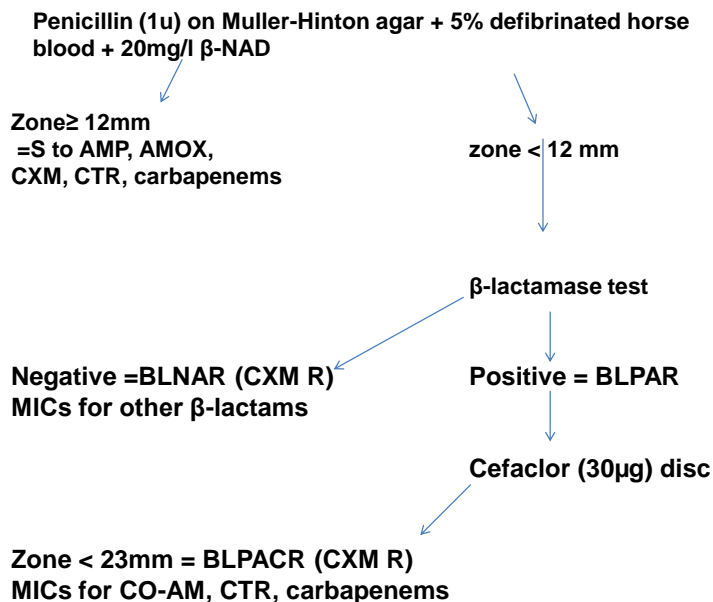 Penicillin (1u) on Muller-Hinton agar + 5% defibrinated horse
blood + 20mg/l β-NAD
Zone≥ 12mm
=S to AMP, AMOX,
CXM, CTR, carbapenems
zone < 12 mm
β-lactamase test
Negative =BLNAR (CXM R)
MICs for other β-lactams
Positive = BLPAR
Cefaclor (30µg) disc
Zone < 23mm = BLPACR (CXM R)
MICs for CO-AM, CTR, carbapenems